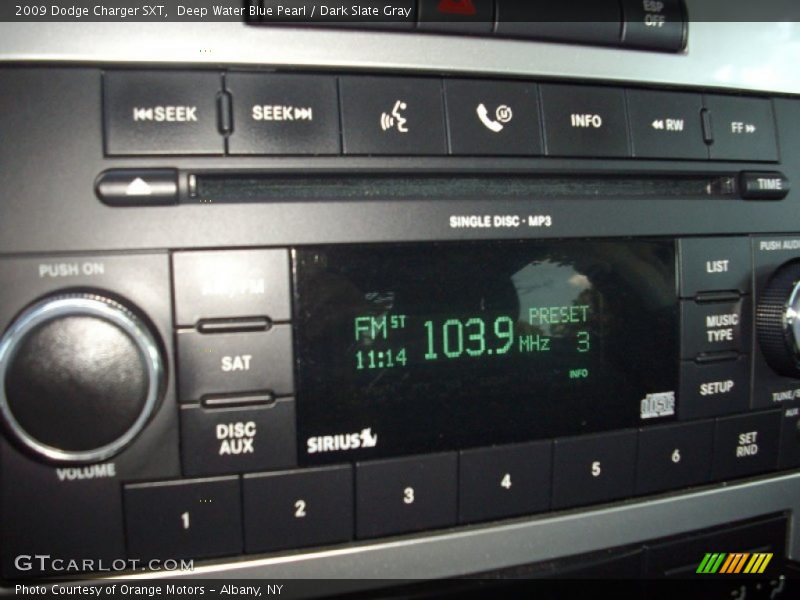 2009 Dodge Charger SXT,  Deep Water Blue Pearl / Dark Slate Gray
ESP
OFF
SEEK
SEEK
INFO
RW
FF
TIME
SINGLE DISC · MP3
PUSH ON
PUSH AUDIO
AM/FM
LIST
FM ST
103.9 MHz
PRESET
3
11:14
INFO
MUSIC
TYPE
SAT
SETUP
DISC
AUX
SIRIUS
VOLUME
SET
RND
AUX
1
2
3
4
5
6
GTCARLOT.COM
Photo Courtesy of Orange Motors – Albany, NY